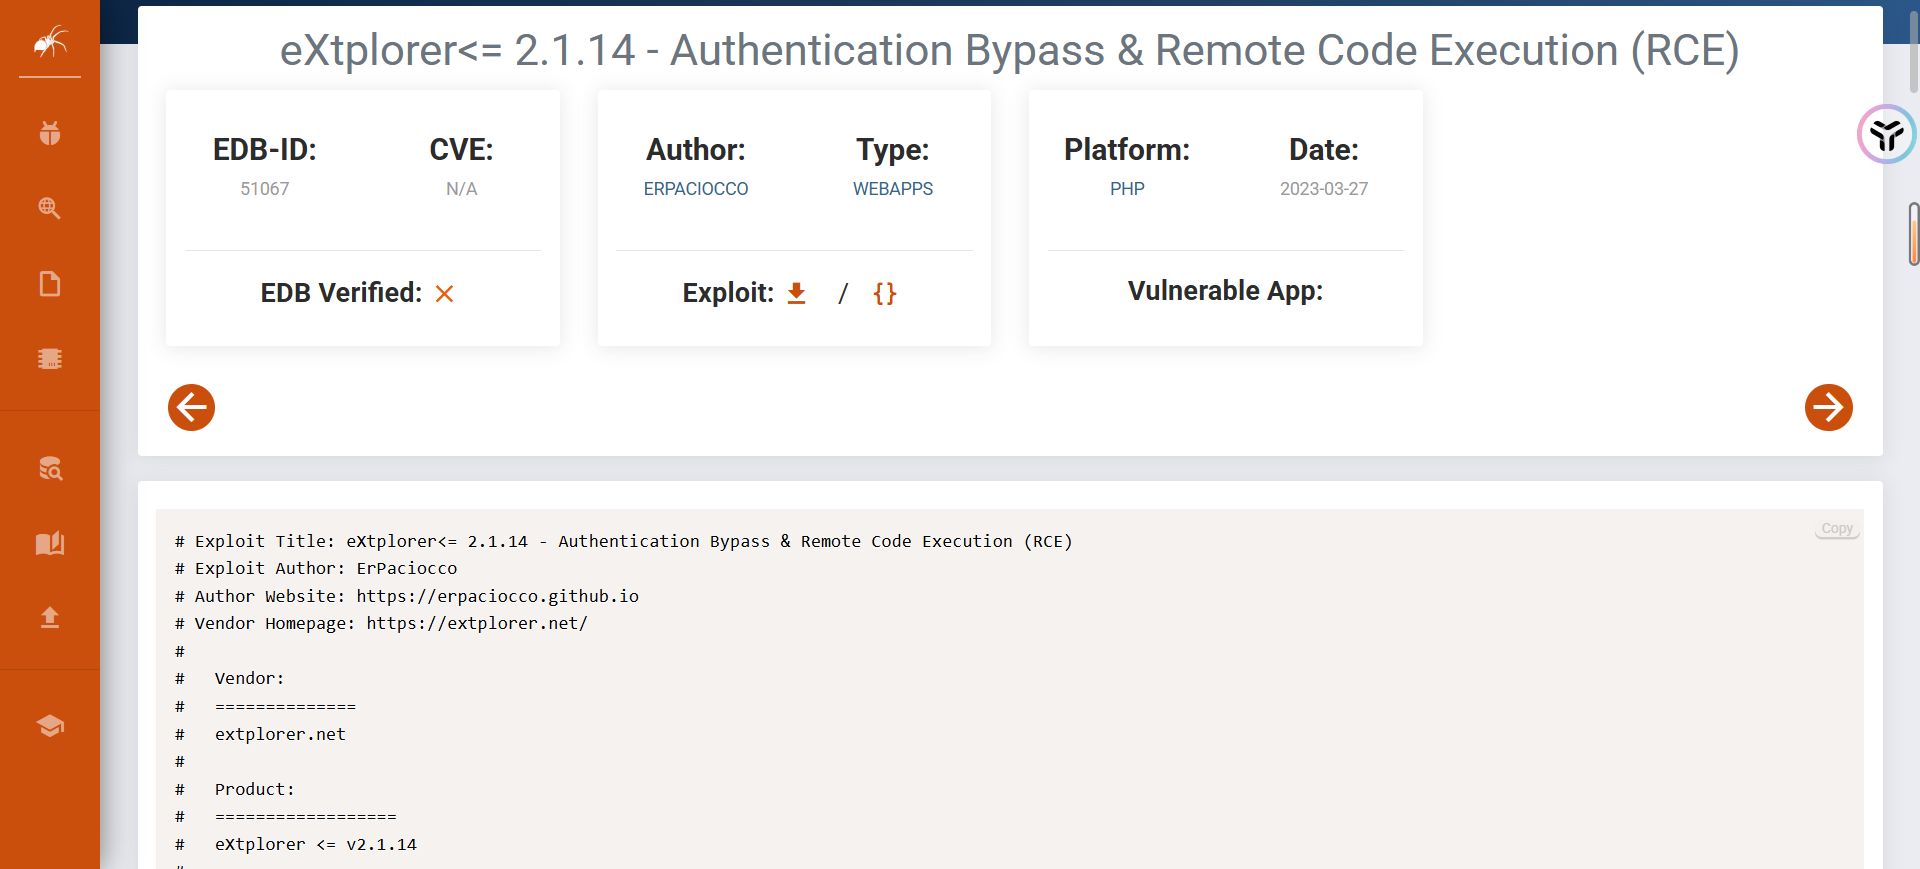 eXtplorer<= 2.1.14 - Authentication Bypass & Remote Code Execution (RCE)
EDB-ID:
51067
CVE:
N/A
EDB Verified:
Author:
ERPACIOCCO
Type:
WEBAPPS
Exploit: / {}
Platform:
PHP
Date:
2023-03-27
Vulnerable App:
Copy
# Exploit Title: eXtplorer<= 2.1.14 - Authentication Bypass & Remote Code Execution (RCE)
# Exploit Author: ErPaciocco
# Author Website: https://erpaciocco.github.io
# Vendor Homepage: https://extplorer.net/
#
#   Vendor:
#   ==============
#   extplorer.net
#
#   Product:
#   ==================
#   eXtplorer <= v2.1.14
#